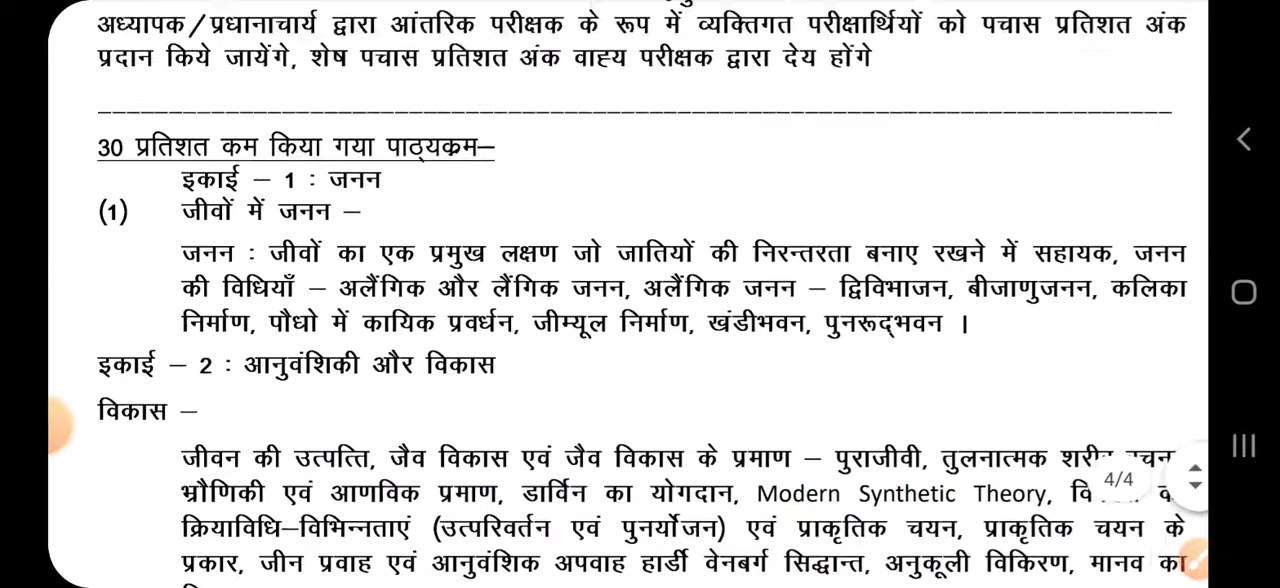 अध्यापक/प्रधानाचार्य द्वारा आंतरिक परीक्षक के रूप में व्यक्तिगत परीक्षार्थियों को पचास प्रतिशत अंक
प्रदान किये जायेंगे, शेष पचास प्रतिशत अंक वाह्य परीक्षक द्वारा देय होंगे
30 प्रतिशत कम किया गया पाठ्यक्रम–
इकाई – 1 : जनन
(1) जीवों में जनन –
जनन : जीवों का एक प्रमुख लक्षण जो जातियों की निरन्तरता बनाए रखने में सहायक, जनन
की विधियाँ – अलैंगिक और लैंगिक जनन, अलैंगिक जनन – द्विविभाजन, बीजाणुजनन, कलिका
निर्माण, पौधो में कायिक प्रवर्धन, जीम्यूल निर्माण, खंडीभवन, पुनरूद्भवन ।
इकाई – 2 : आनुवंशिकी और विकास
विकास –
जीवन की उत्पत्ति, जैव विकास एवं जैव विकास के प्रमाण – पुराजीवी, तुलनात्मक
भ्रौणिकी एवं आणविक प्रमाण, डार्विन का योगदान, Modern Synthetic Theory,
क्रियाविधि–विभिन्नताएं (उत्परिवर्तन एवं पुनर्योजन) एवं प्राकृतिक चयन, प्राकृतिक चयन के
प्रकार, जीन प्रवाह एवं आनुवंशिक अपवाह हार्डी वेनबर्ग सिद्धान्त, अनुकूली विकिरण, मानव का
4/4